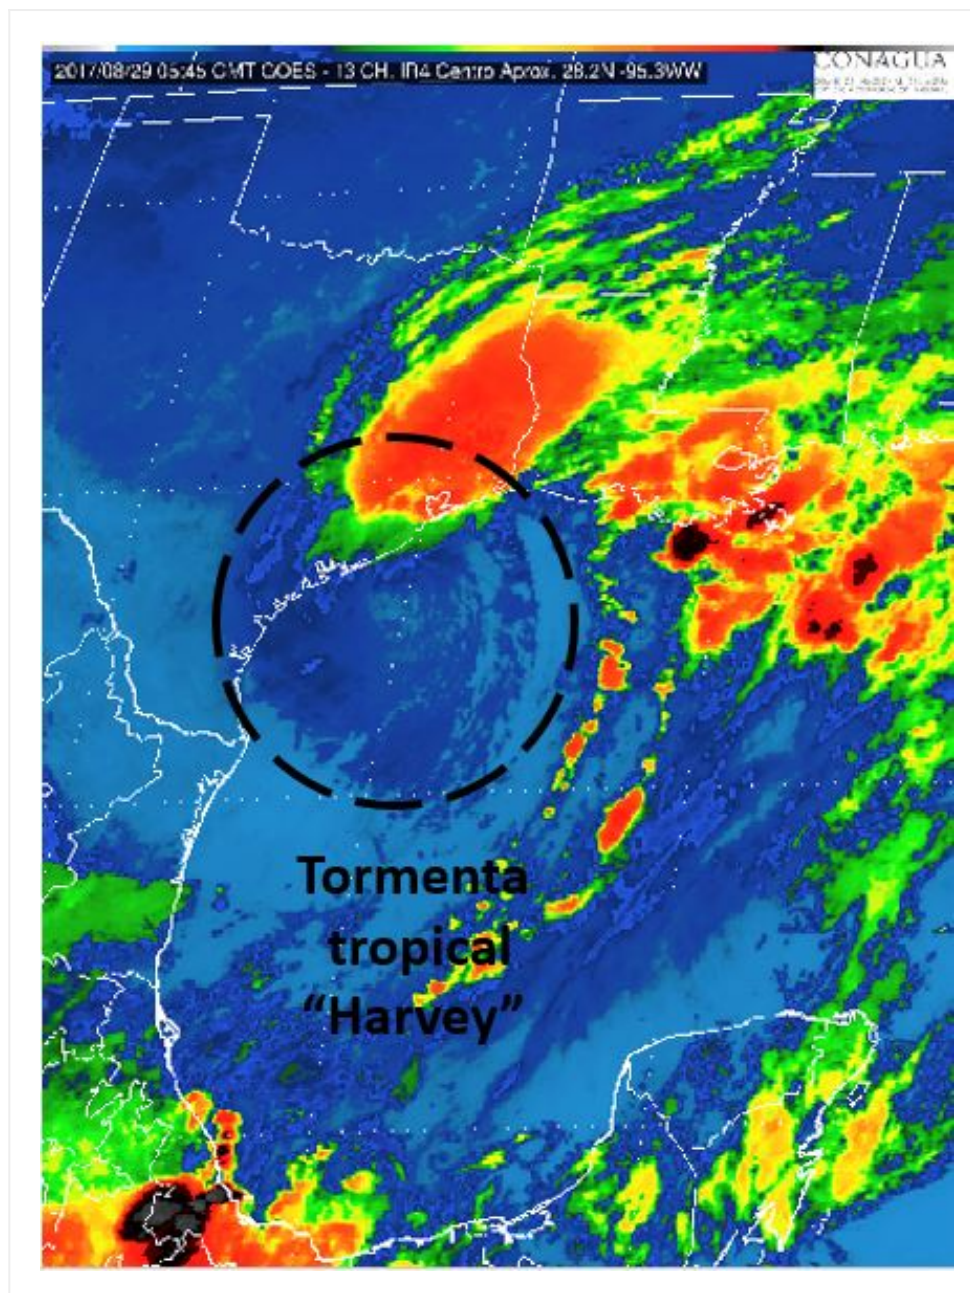 2017/08/29 05:45 GMT GOES - 13 CH. IR4 Centro Aprox. 28.2N -95.3WW
CONAGUA
Tormenta
tropical
“Harvey”